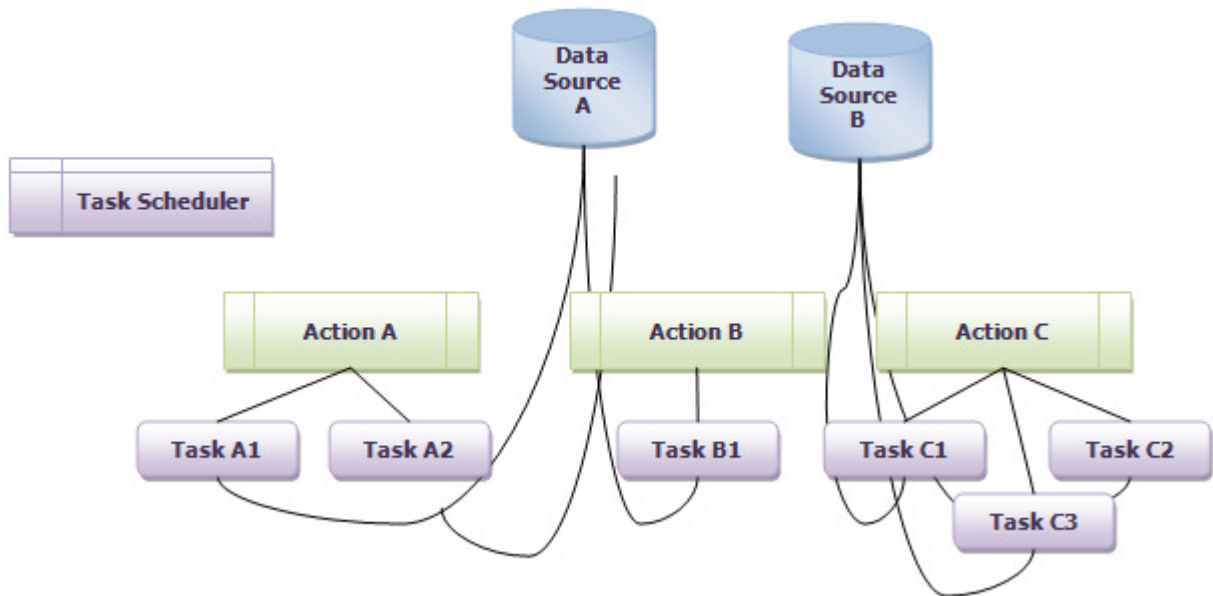 Data
Source
A
Data
Source
B
Task Scheduler
Action A
Action B
Action C
Task A1
Task A2
Task B1
Task C1
Task C2
Task C3